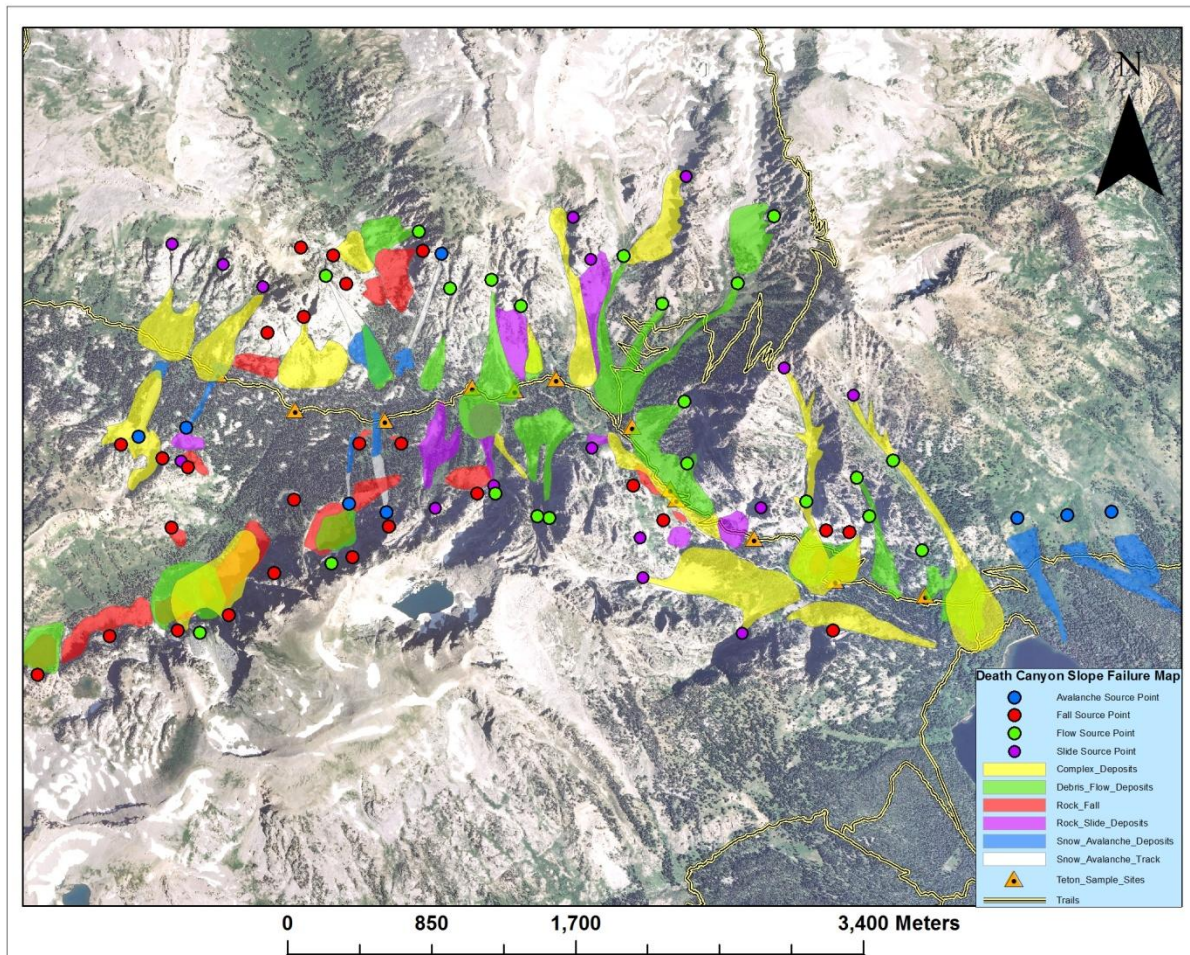 N
Death Canyon Slope Failure Map
Avalanche Source Point
Fall Source Point
Flow Source Point
Slide Source Point
Complex_Deposits
Debris_Flow_Deposits
Rock_Fall
Rock_Slide_Deposits
Snow_Avalanche_Deposits
Snow_Avalanche_Track
Teton_Sample_Sites
Trails
0 850 1,700 3,400 Meters